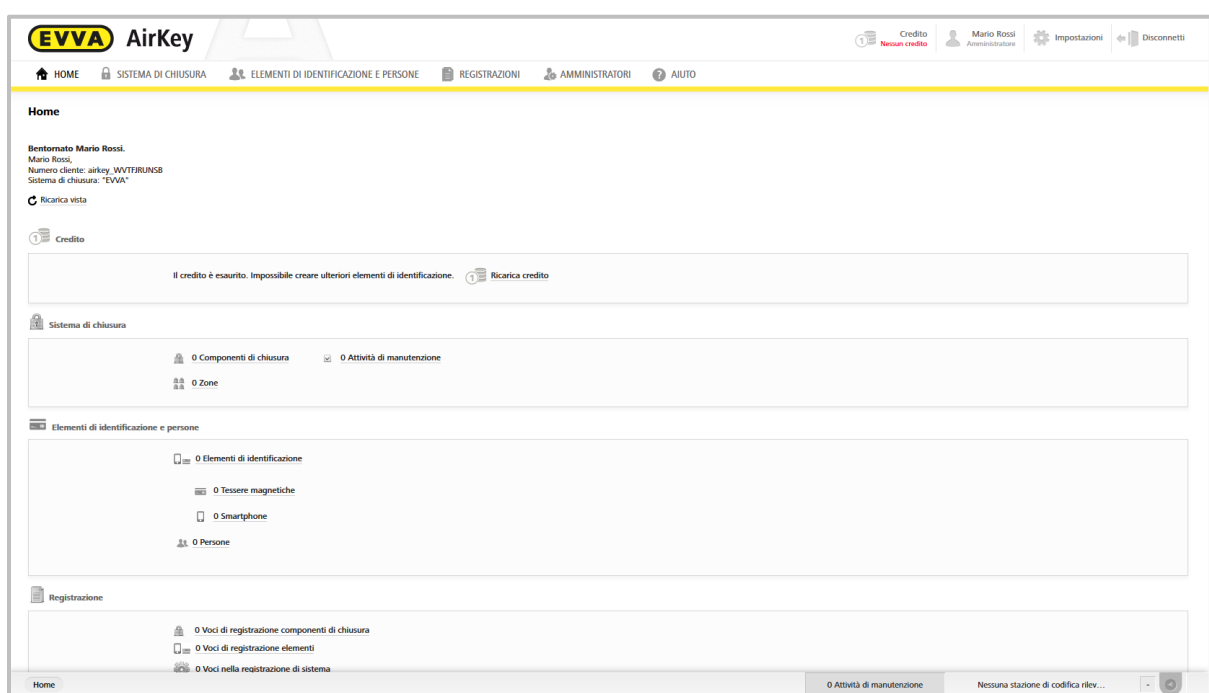 EVVA AirKey
Credito
Nessun credito
Mario Rossi
Amministratore
Impostazioni
Disconnetti
HOME SISTEMA DI CHIUSURA ELEMENTI DI IDENTIFICAZIONE E PERSONE REGISTRAZIONI AMMINISTRATORI ? AIUTO
Home
Bentornato Mario Rossi.
Mario Rossi,
Numero cliente: airkey_WVTFJRUNSB
Sistema di chiusura: "EVVA"
Ricarica vista
Credito
Il credito è esaurito. Impossibile creare ulteriori elementi di identificazione. Ricarica credito
Sistema di chiusura
0 Componenti di chiusura 0 Attività di manutenzione
0 Zone
Elementi di identificazione e persone
0 Elementi di identificazione
0 Tessere magnetiche
0 Smartphone
0 Persone
Registrazione
0 Voci di registrazione componenti di chiusura
0 Voci di registrazione elementi
0 Voci nella registrazione di sistema
Home 0 Attività di manutenzione Nessuna stazione di codifica rilev... -